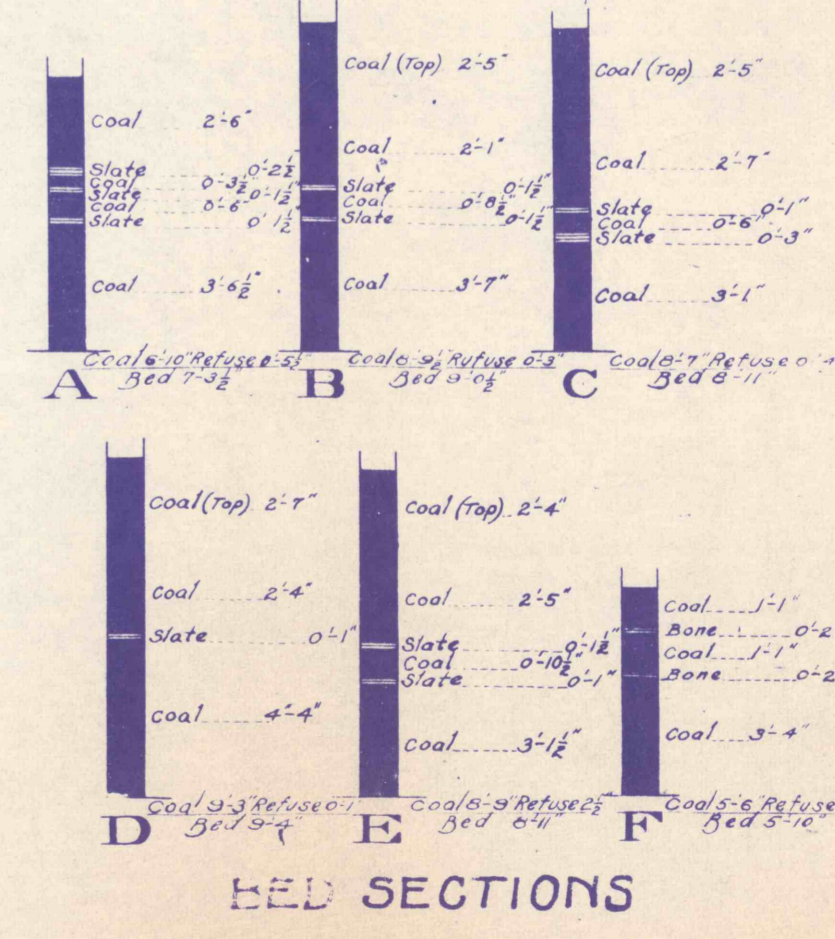 Coal 2'-6"
Slate 0'-2½"
Coal 0'-3½"
Slate 0'-1½"
Coal 0'-6"
Slate 0'1½"
Coal 3'-6½"
Coal 6'-10" Refuse 0'-5½"
Bed 7'-3½"
A
Coal (Top) 2'-5"
Coal 2'-1"
Slate 0'-1½"
Coal 0'-8½"
Slate 0'-1½"
Coal 3'-7"
Coal 8'-9½ Rufuse 0'-3"
Bed 9'-0½"
B
Coal (Top) 2'-5"
Coal 2'-7"
Slate 0'-1"
Coal 0'-6"
Slate 0'-3"
Coal 3'-1"
Coal 8'-7" Refuse 0'-4
Bed 8'-11"
C
Coal (Top) 2'-7"
Coal 2'-4"
Slate 0'-1"
Coal 4'-4"
Coal 9'-3" Refuse 0'-1"
Bed 9'-4"
D
Coal (Top) 2'-4"
Coal 2'-5"
Slate 0'-1½"
Coal 0'-10½"
Slate 0'-1"
Coal 3'-1½"
Coal 8'-9" Refuse 2½"
Bed 8'-11"
E
Coal 1'-1"
Bone 0'-2
Coal 1'-1"
Bone 0'-2
Coal 3'-4"
Coal 5'-6" Refuse
Bed 5'-10"
F
BED SECTIONS